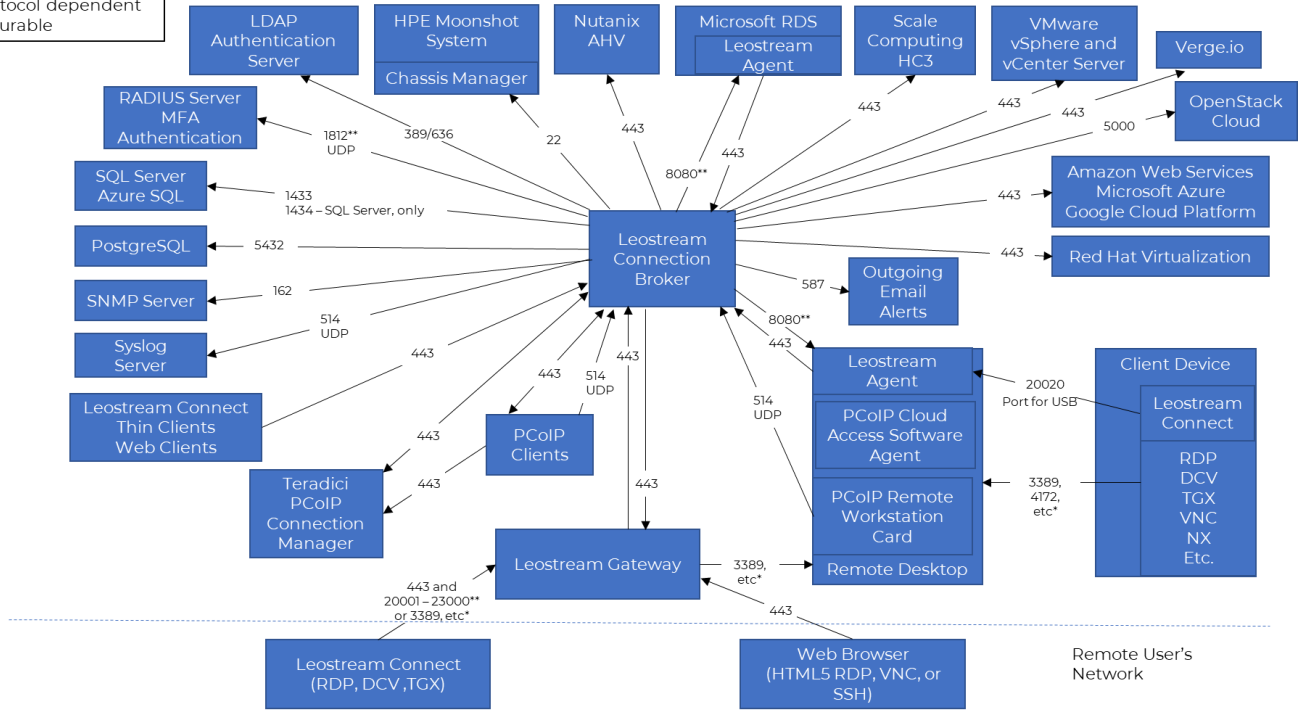 tocol dependent
urable
LDAP
Authentication
Server
HPE Moonshot
System
Chassis Manager
Nutanix
AHV
Microsoft RDS
Leostream
Agent
Scale
Computing
HC3
VMware
vSphere and
vCenter Server
Verge.io
OpenStack
Cloud
RADIUS Server
MFA
Authentication
1812**
UDP
389/636
22
443
8080**
443
443
443
443
5000
SQL Server
Azure SQL
1433
1434 – SQL Server, only
Amazon Web Services
Microsoft Azure
Google Cloud Platform
443
PostgreSQL
5432
Leostream
Connection
Broker
443
Red Hat Virtualization
SNMP Server
162
587
Outgoing
Email
Alerts
Syslog
Server
514
UDP
443
443
514
UDP
443
8080**
443
Leostream Connect
Thin Clients
Web Clients
443
443
PCoIP
Clients
Teradici
PCoIP
Connection
Manager
443
514
UDP
Leostream
Agent
PCoIP Cloud
Access Software
Agent
PCoIP Remote
Workstation
Card
Remote Desktop
20020
Port for USB
3389,
4172,
etc*
Client Device
Leostream
Connect
RDP
DCV
TGX
VNC
NX
Etc.
Leostream Gateway
3389,
etc*
443 and
20001 – 23000**
or 3389, etc*
443
Leostream Connect
(RDP, DCV ,TGX)
Web Browser
(HTML5 RDP, VNC, or
SSH)
Remote User's
Network